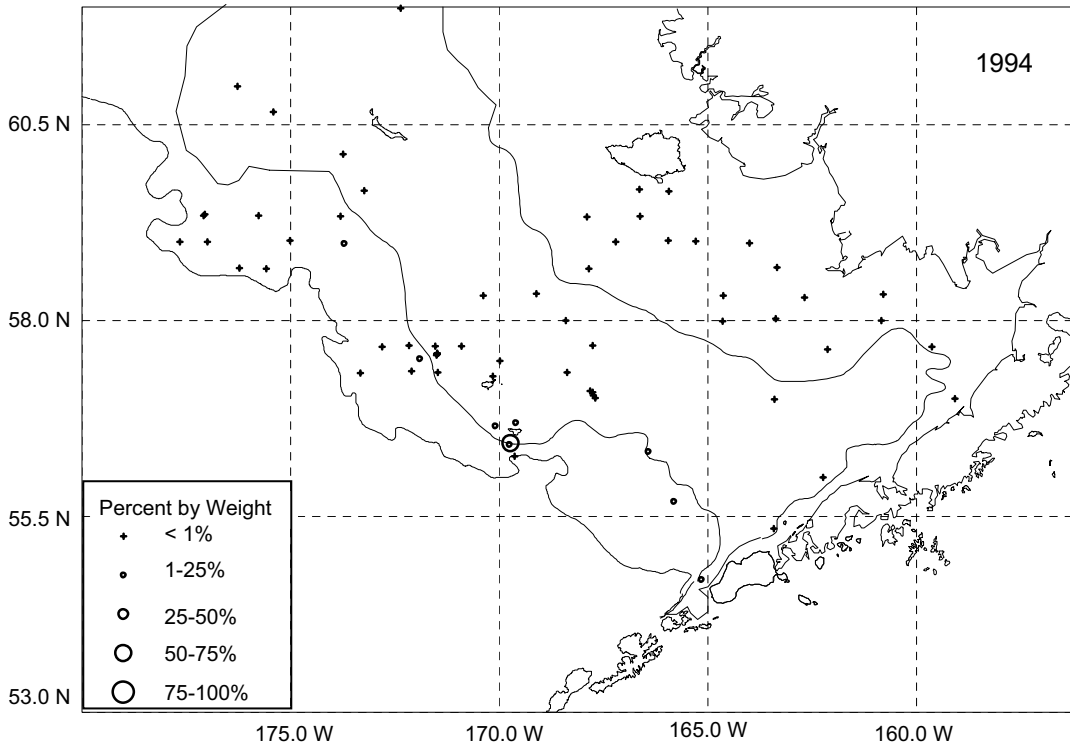 1994
60.5 N
58.0 N
55.5 N
53.0 N
Percent by Weight
< 1%
1-25%
25-50%
50-75%
75-100%
175.0 W
170.0 W
165.0 W
160.0 W